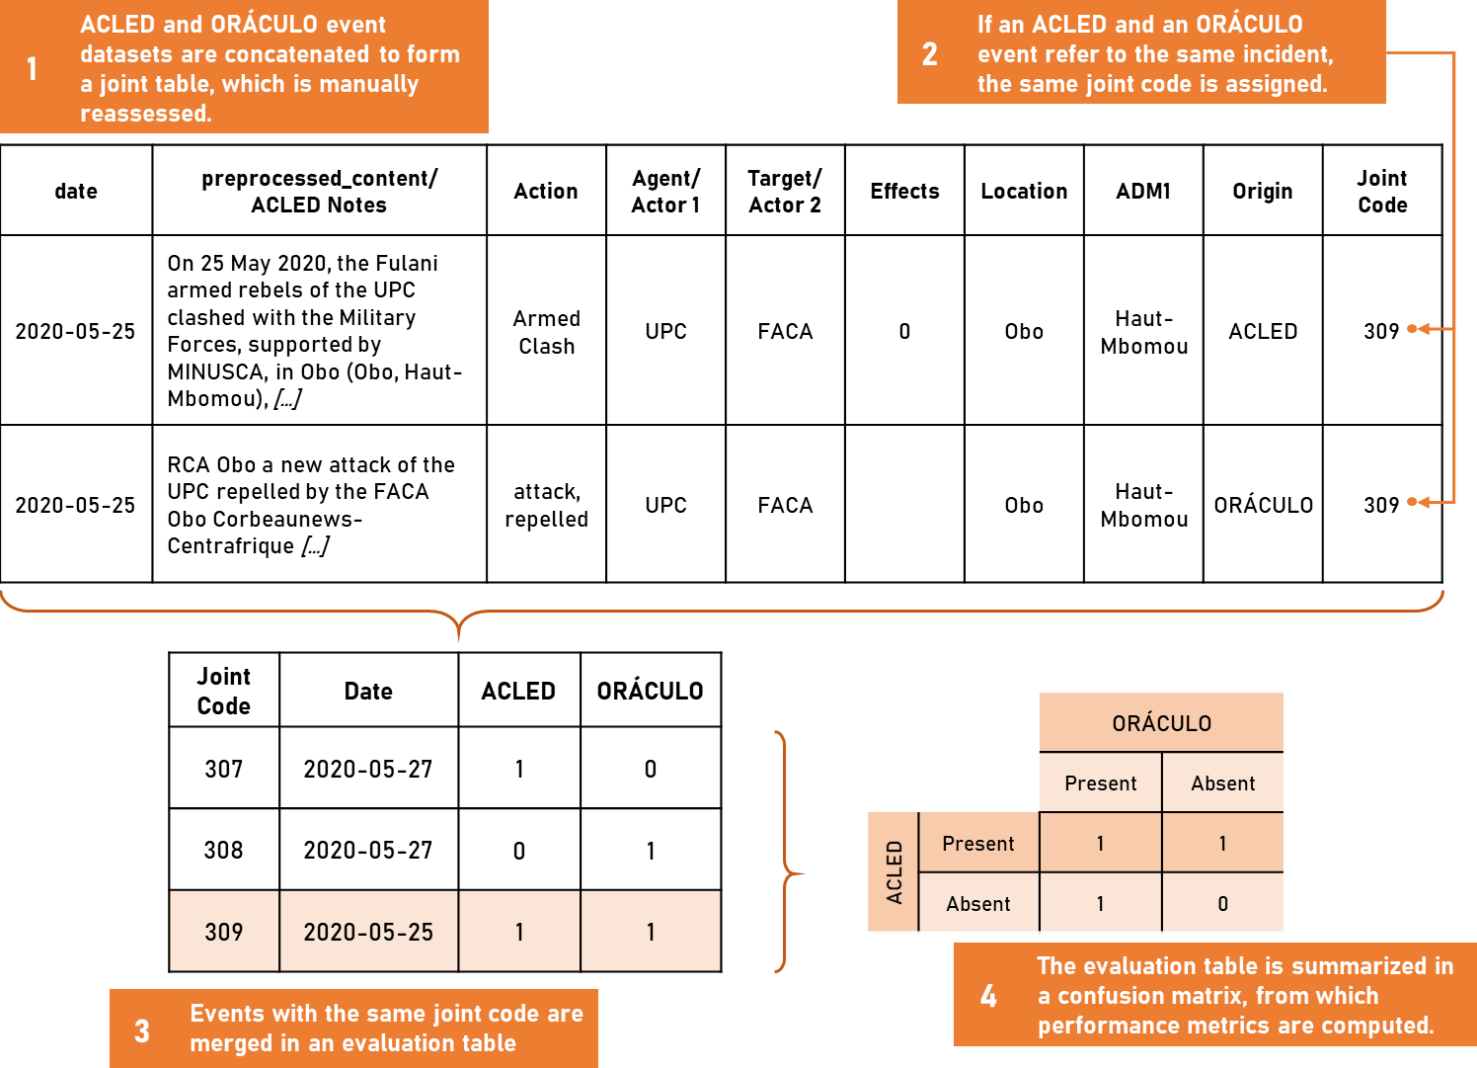 1
ACLED and ORÁCULO event
datasets are concatenated to form
a joint table, which is manually
reassessed.
2
If an ACLED and an ORÁCULO
event refer to the same incident,
the same joint code is assigned.
date
preprocessed_content/
ACLED Notes
Action
Agent/
Actor 1
Target/
Actor 2
Effects
Location
ADM1
Origin
Joint
Code
2020-05-25
On 25 May 2020, the Fulani
armed rebels of the UPC
clashed with the Military
Forces, supported by
MINUSCA, in Obo (Obo, Haut-
Mbomou), [...]
Armed
Clash
UPC
FACA
0
Obo
Haut-
Mbomou
ACLED
309
2020-05-25
RCA Obo a new attack of the
UPC repelled by the FACA
Obo Corbeaunews-
Centrafrique [...]
attack,
repelled
UPC
FACA
Obo
Haut-
Mbomou
ORÁCULO
309
Joint
Code
Date
ACLED
ORÁCULO
307
2020-05-27
1
0
308
2020-05-27
0
1
309
2020-05-25
1
1
3
Events with the same joint code are
merged in an evaluation table
ORÁCULO
Present
Absent
ACLED
Present
1
1
Absent
1
0
4
The evaluation table is summarized in
a confusion matrix, from which
performance metrics are computed.